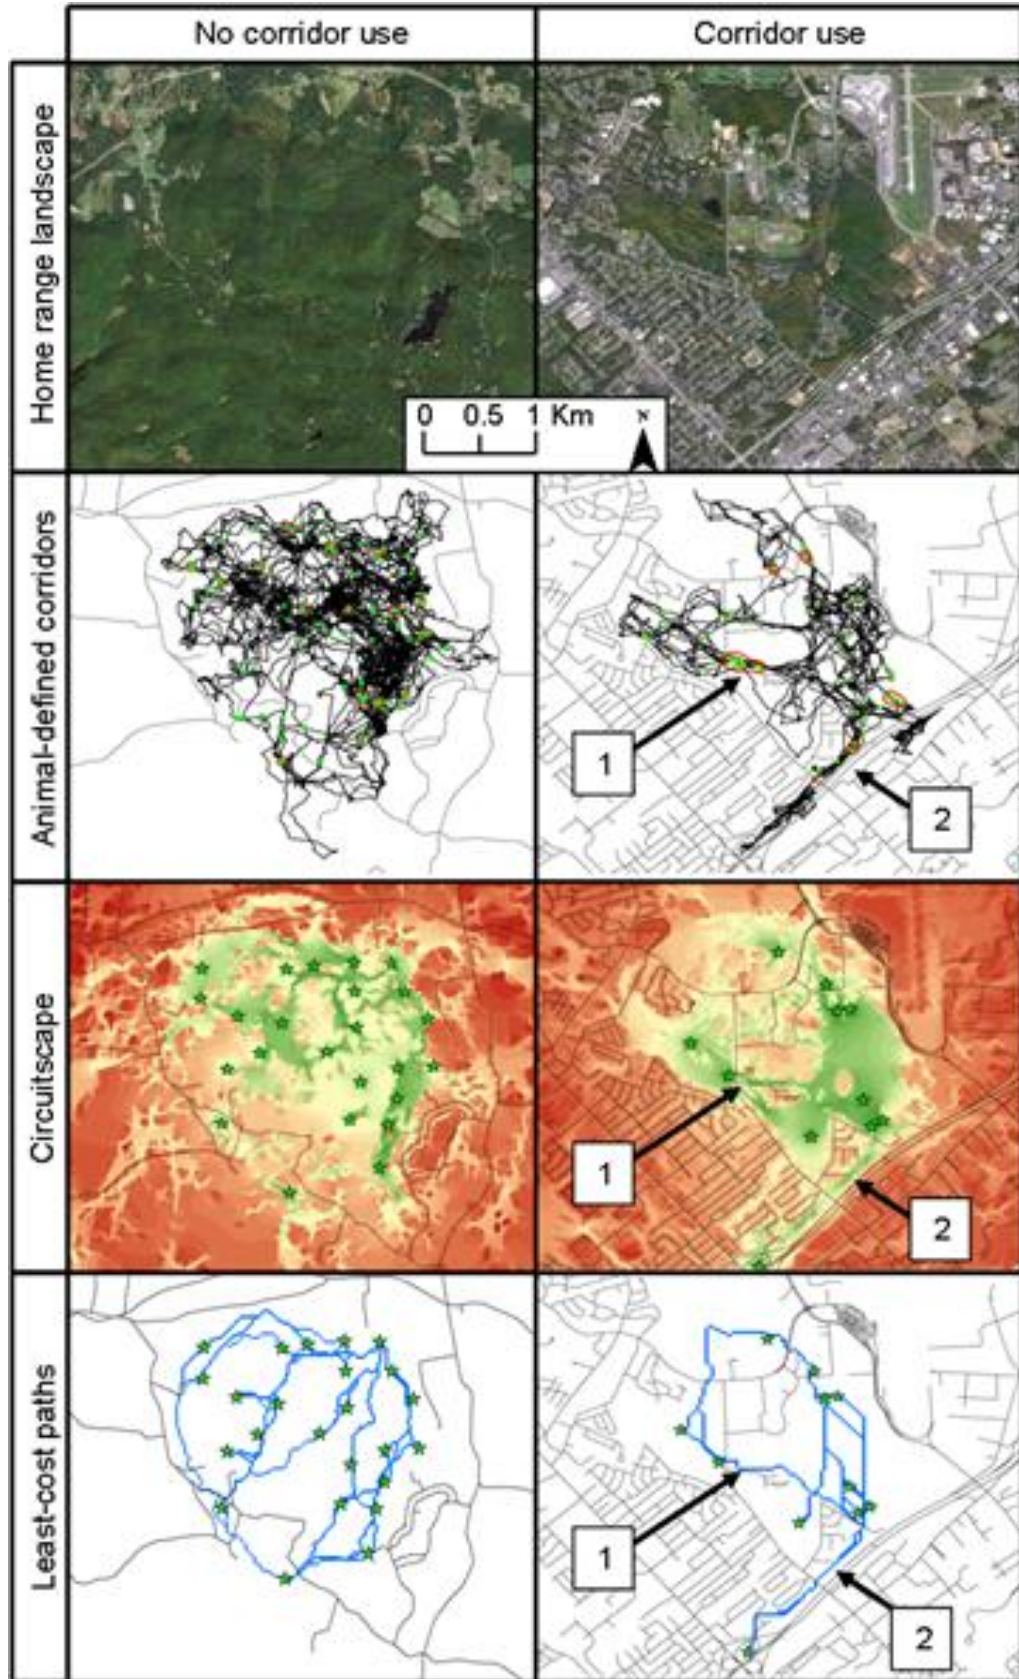 No corridor use
Corridor use
Home range landscape
0 0.5 1 Km
N
Animal-defined corridors
1
2
Circuitscape
1
2
Least-cost paths
1
2